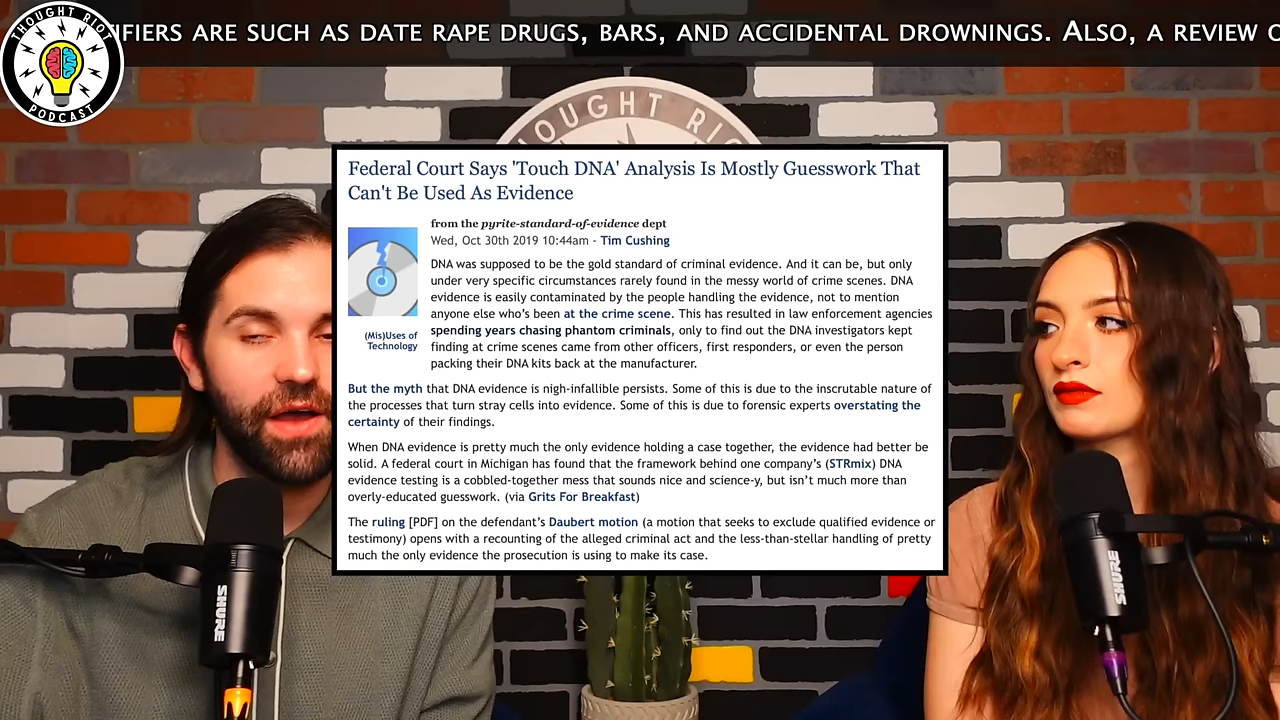 THOUGHT RIOT
PODCAST
IFIERS ARE SUCH AS DATE RAPE DRUGS, BARS, AND ACCIDENTAL DROWNINGS. ALSO, A REVIEW O
HOUGHT RIO
Federal Court Says 'Touch DNA' Analysis Is Mostly Guesswork That
Can't Be Used As Evidence
from the pyrite-standard-of-evidence dept
Wed, Oct 30th 2019 10:44am - Tim Cushing
(Mis)Uses of
Technology
DNA was supposed to be the gold standard of criminal evidence. And it can be, but only
under very specific circumstances rarely found in the messy world of crime scenes. DNA
evidence is easily contaminated by the people handling the evidence, not to mention
anyone else who's been at the crime scene. This has resulted in law enforcement agencies
spending years chasing phantom criminals, only to find out the DNA investigators kept
finding at crime scenes came from other officers, first responders, or even the person
packing their DNA kits back at the manufacturer.
But the myth that DNA evidence is nigh-infallible persists. Some of this is due to the inscrutable nature of
the processes that turn stray cells into evidence. Some of this is due to forensic experts overstating the
certainty of their findings.
When DNA evidence is pretty much the only evidence holding a case together, the evidence had better be
solid. A federal court in Michigan has found that the framework behind one company's (STRmix) DNA
evidence testing is a cobbled-together mess that sounds nice and science-y, but isn't much more than
overly-educated guesswork. (via Grits For Breakfast)
The ruling [PDF] on the defendant's Daubert motion (a motion that seeks to exclude qualified evidence or
testimony) opens with a recounting of the alleged criminal act and the less-than-stellar handling of pretty
much the only evidence the prosecution is using to make its case.
SHURE
SHURE